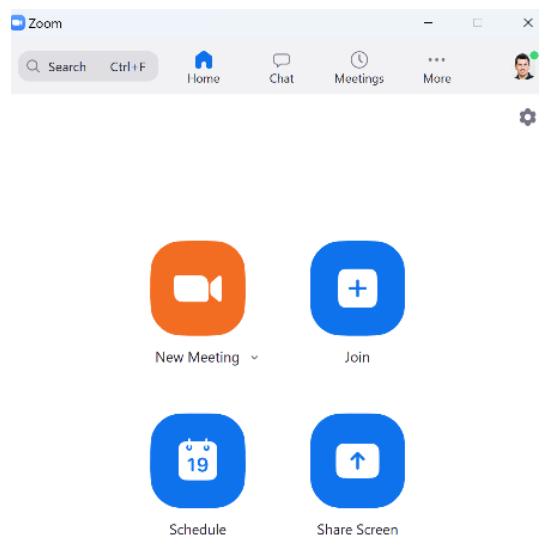 Zoom
Search Ctrl+F
Home Chat Meetings More
New Meeting Join
19
Schedule Share Screen